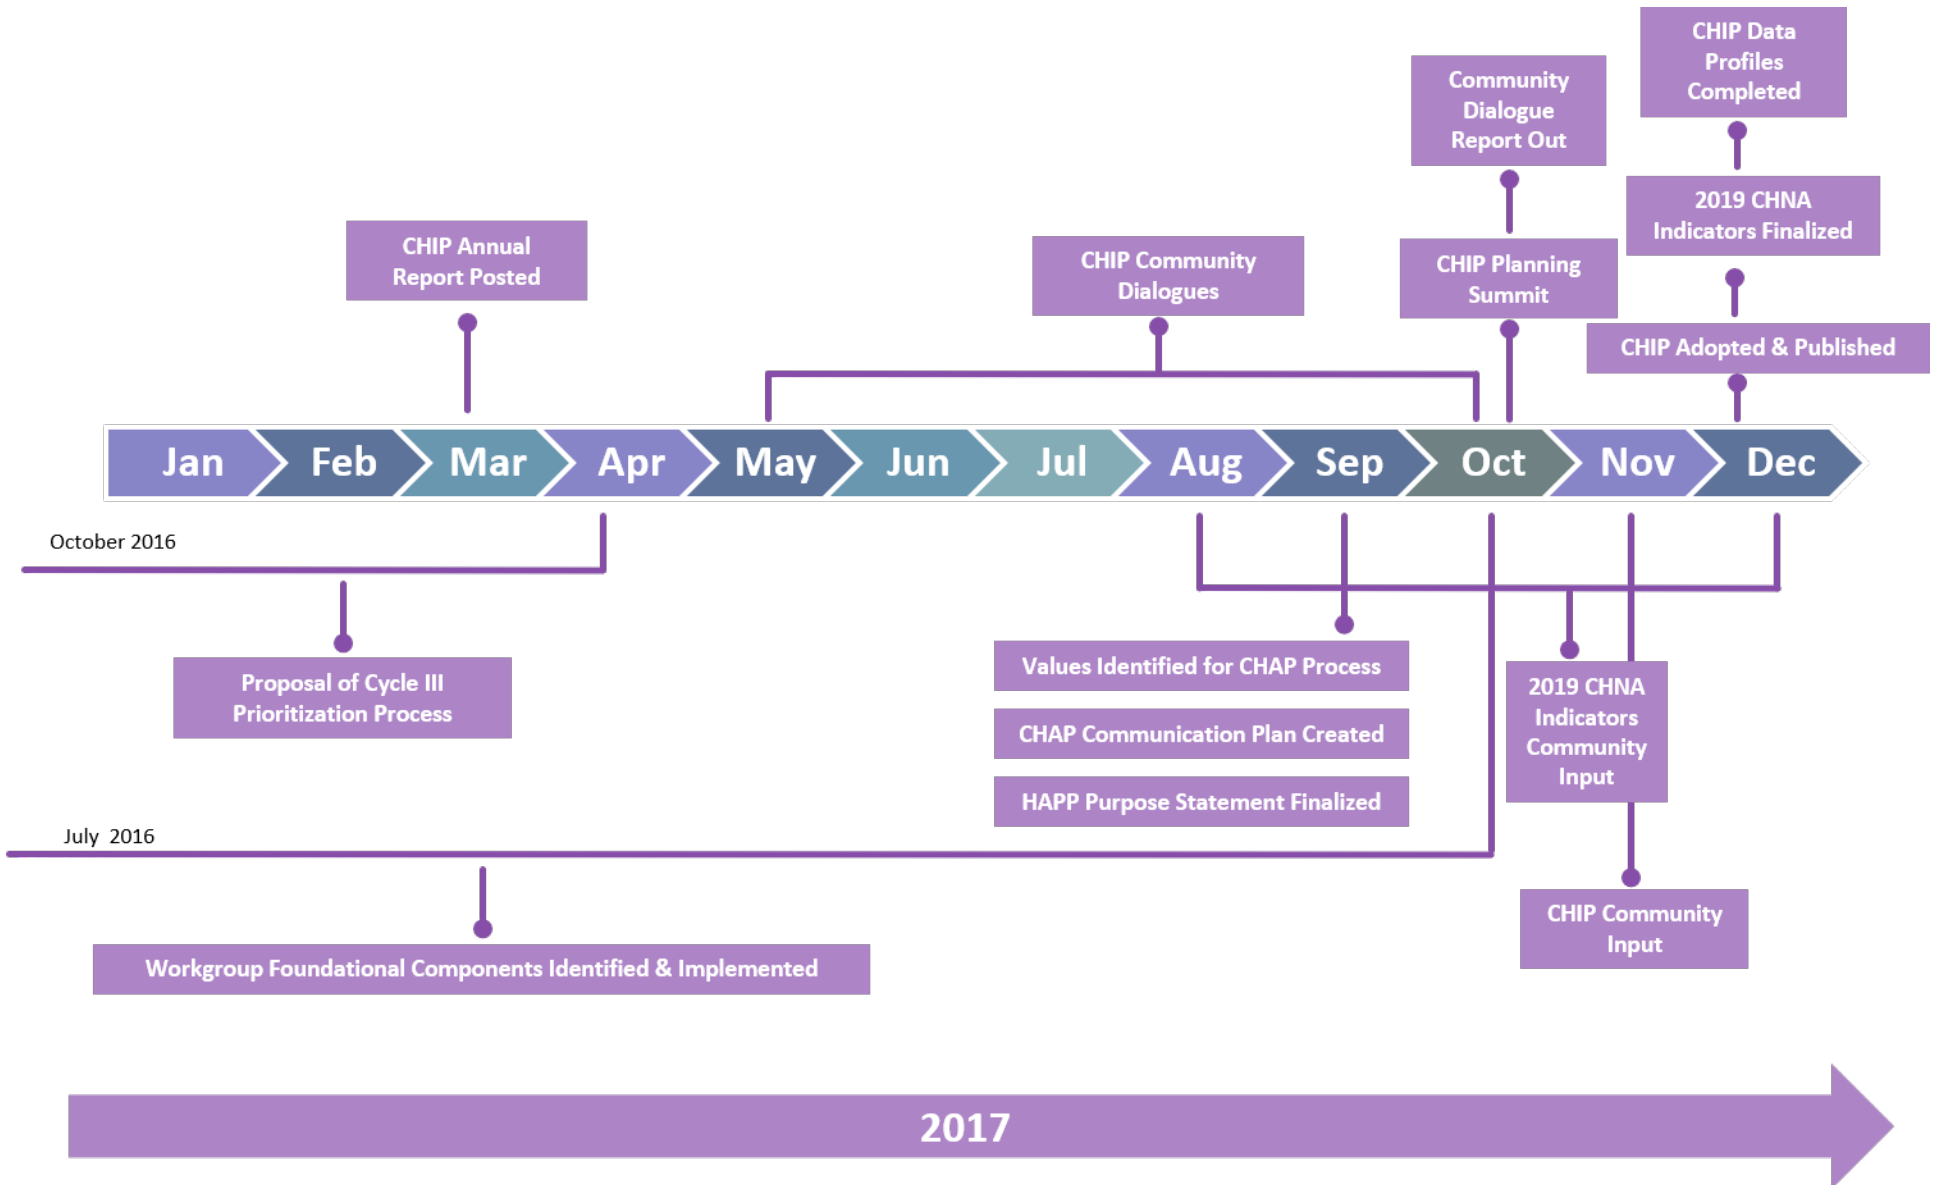 CHIP Data
Profiles
Completed
Community
Dialogue
Report Out
2019 CHNA
Indicators Finalized
CHIP Annual
Report Posted
CHIP Community
Dialogues
CHIP Planning
Summit
CHIP Adopted & Published
Jan
Feb
Mar
Apr
May
Jun
Jul
Aug
Sep
Oct
Nov
Dec
October 2016
Proposal of Cycle III
Prioritization Process
Values Identified for CHAP Process
CHAP Communication Plan Created
HAPP Purpose Statement Finalized
2019 CHNA
Indicators
Community
Input
July  2016
CHIP Community
Input
Workgroup Foundational Components Identified & Implemented
2017